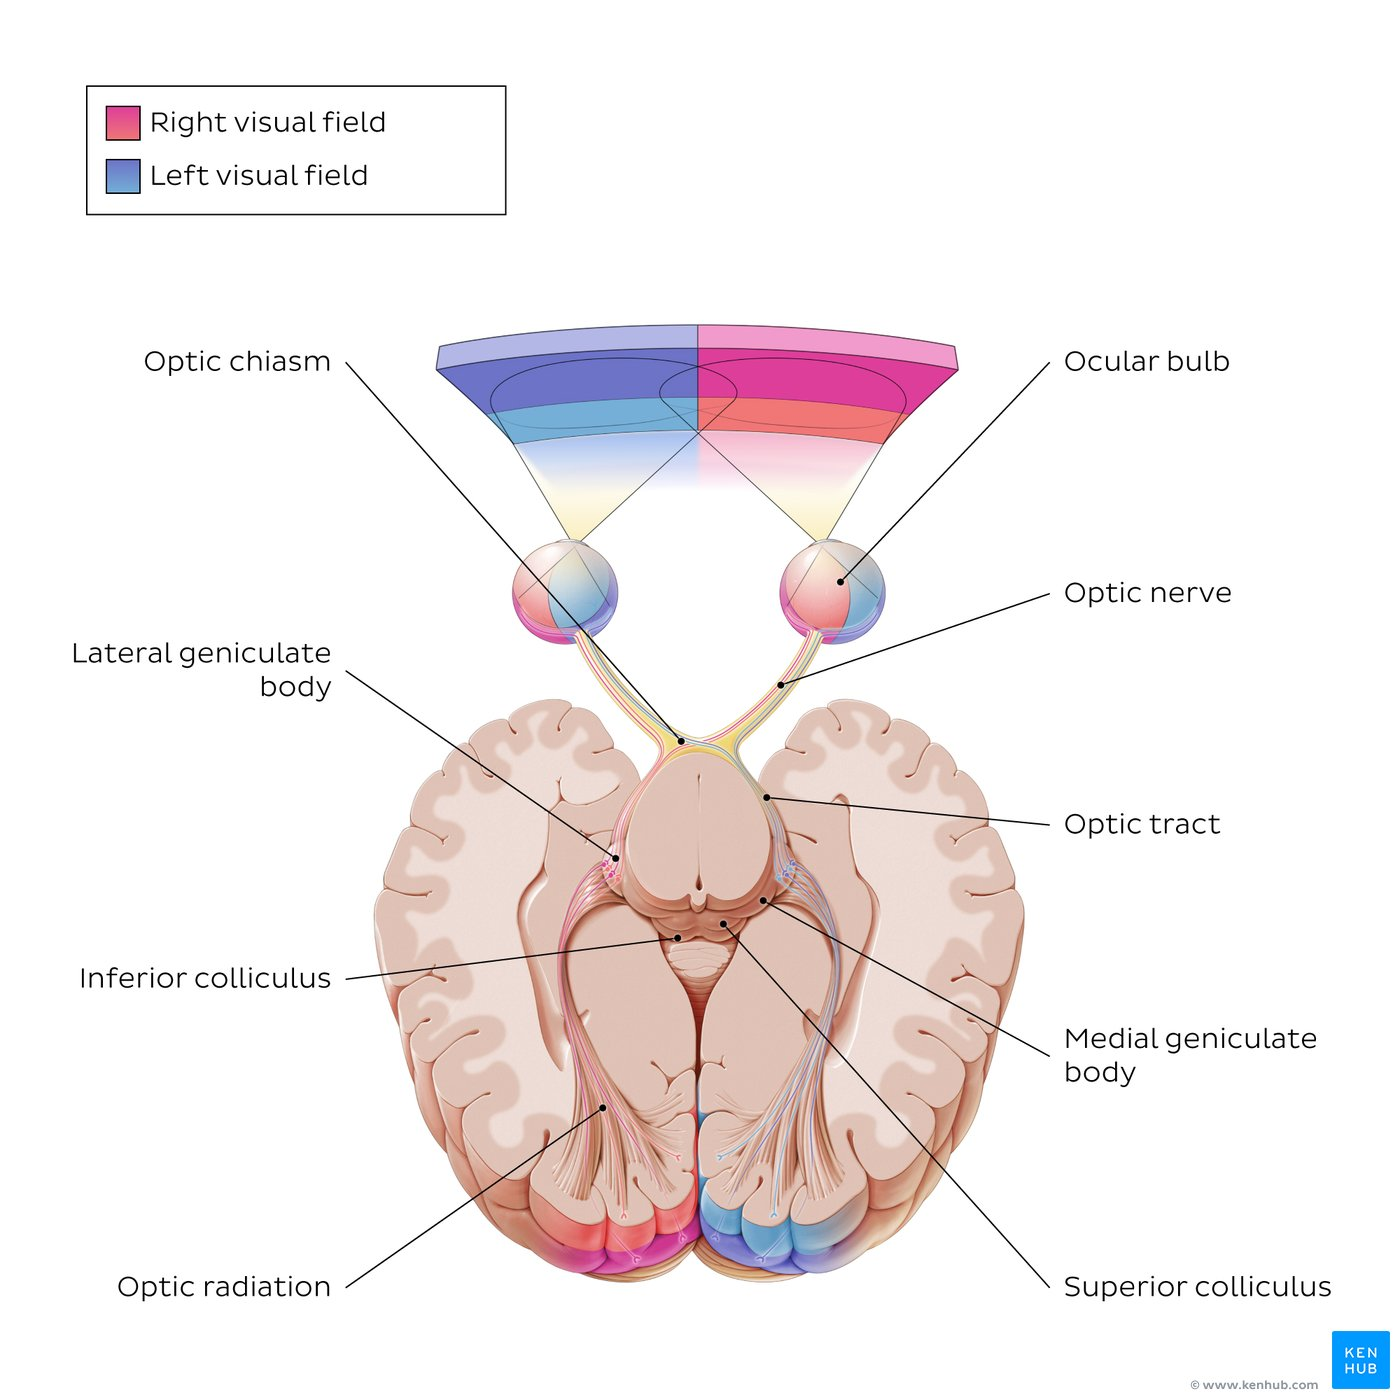 Right visual field
Left visual field
Optic chiasm
Ocular bulb
Optic nerve
Lateral geniculate
body
Optic tract
Inferior colliculus
Medial geniculate
body
Optic radiation
Superior colliculus
KEN
HUB
© www.kenhub.com